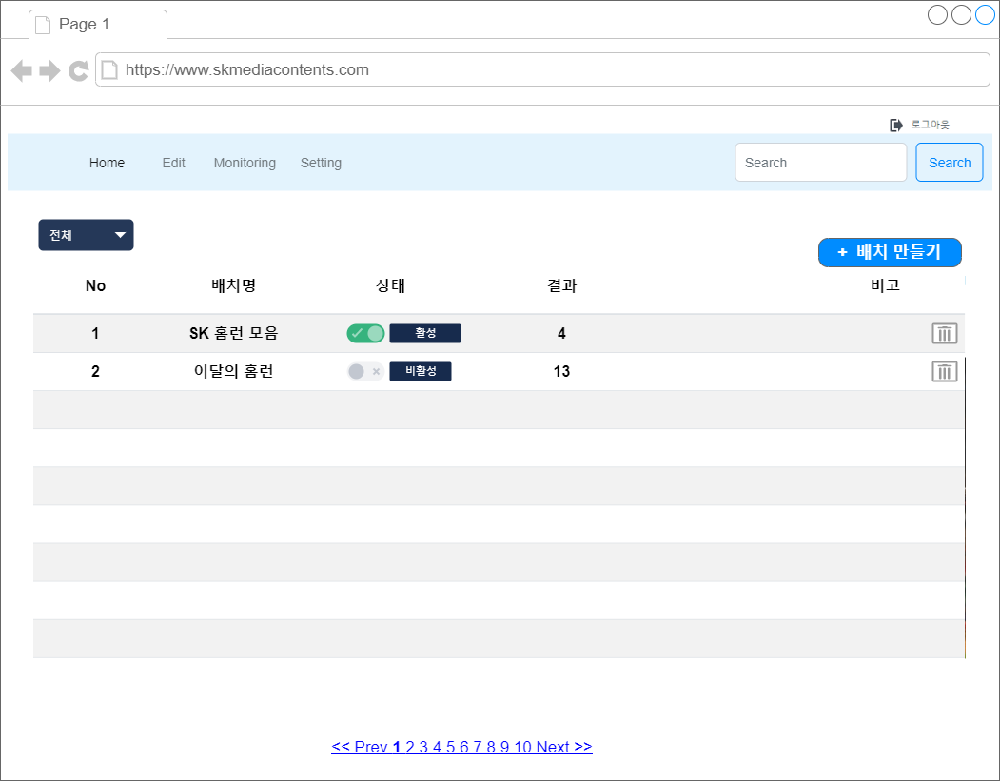 Page 1
https://www.skmediacontents.com
로그아웃
Home Edit Monitoring Setting Search Search
전체
+ 배치 만들기
No 배치명 상태 결과 비고
1 SK 홈런 모음 활성 4
2 이달의 홈런 비활성 13
<< Prev 1 2 3 4 5 6 7 8 9 10 Next >>